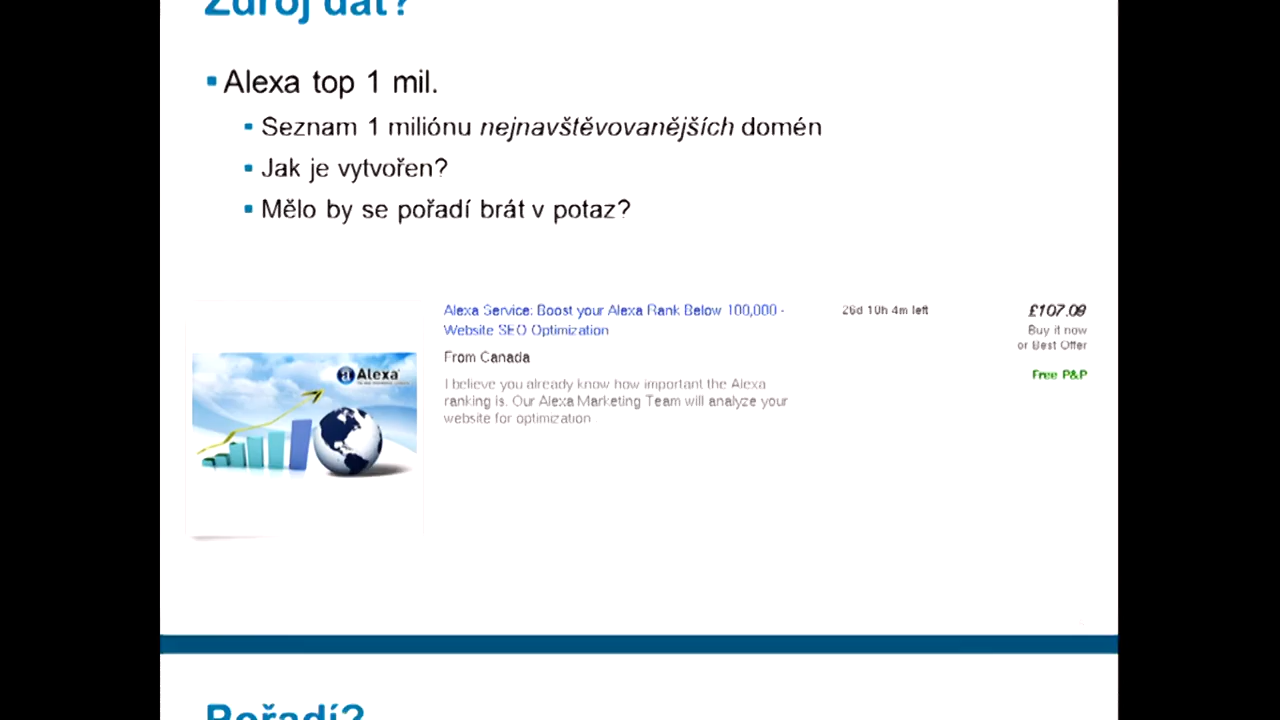 Zdroj dat?
Alexa top 1 mil.
Seznam 1 miliónu nejnavštěvovanějších domén
Jak je vytvořen?
Mělo by se pořadí brát v potaz?
Alexa Service: Boost your Alexa Rank Below 100,000 -
Website SEO Optimization
From Canada
I believe you already know how important the Alexa
ranking is. Our Alexa Marketing Team will analyze your
website for optimization
26d 10h 4m left
£107.09
Buy it now
or Best Offer
Free P&P
Alexa
Pořadí?